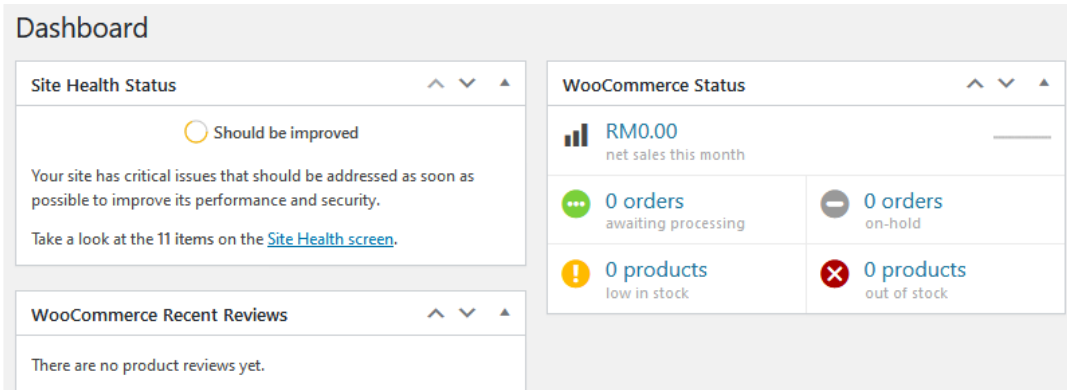 Dashboard
Site Health Status
Should be improved
Your site has critical issues that should be addressed as soon as
possible to improve its performance and security.
Take a look at the 11 items on the Site Health screen.
WooCommerce Recent Reviews
There are no product reviews yet.
WooCommerce Status
RM0.00
net sales this month
0 orders
awaiting processing
0 orders
on-hold
0 products
low in stock
0 products
out of stock